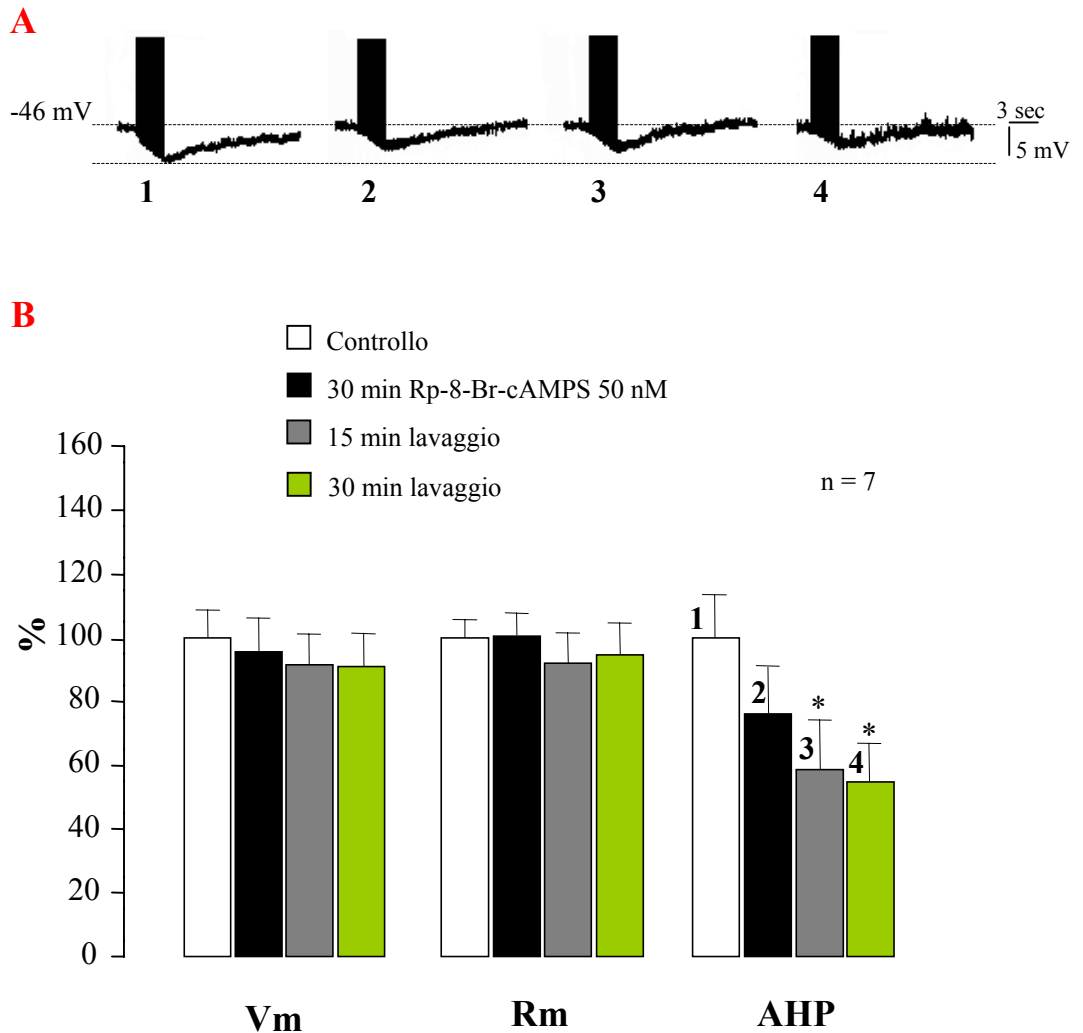 A
-46 mV
3 sec
5 mV
1 2 3 4
B
Controllo
30 min Rp-8-Br-cAMPS 50 nM
15 min lavaggio
30 min lavaggio
n = 7
160
140
120
100
80
60
40
20
0
%
1
2
3
4
*
*
Vm Rm AHP